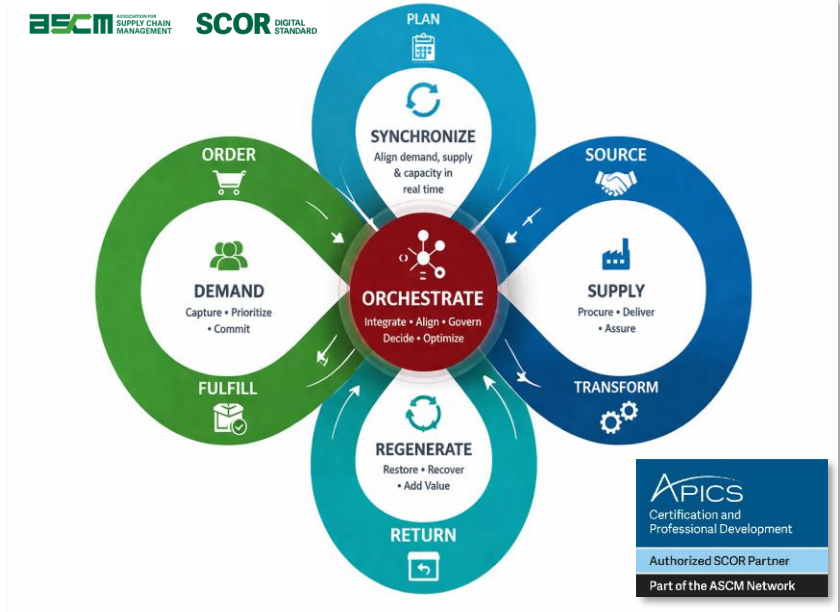 ascm ASSOCIATION FOR
SUPPLY CHAIN
MANAGEMENT
SCOR DIGITAL
STANDARD
PLAN
SYNCHRONIZE
Align demand, supply
& capacity in
real time
ORDER
SOURCE
DEMAND
Capture • Prioritize
• Commit
ORCHESTRATE
Integrate • Align • Govern
Decide • Optimize
SUPPLY
Procure • Deliver
• Assure
FULFILL
TRANSFORM
REGENERATE
Restore • Recover
• Add Value
RETURN
APICS
Certification and
Professional Development
Authorized SCOR Partner
Part of the ASCM Network